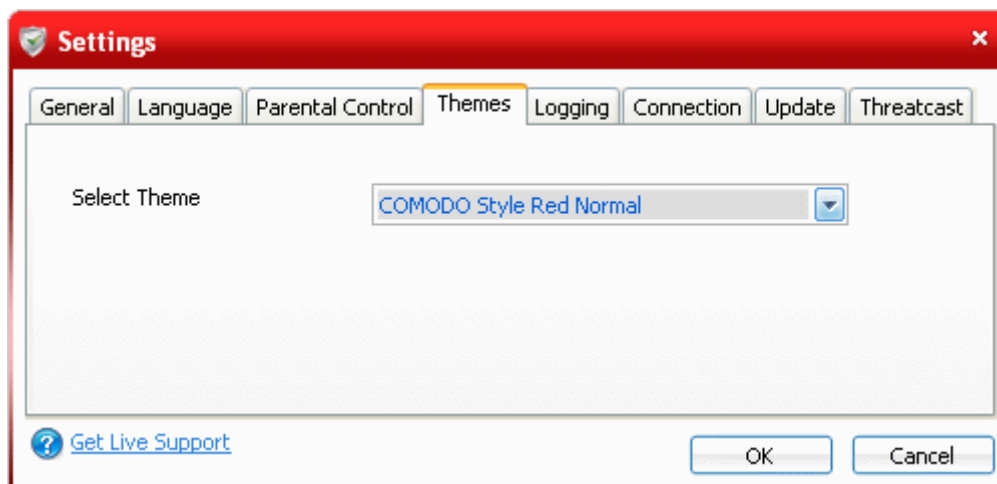 Settings
General Language Parental Control Themes Logging Connection Update Threatcast
Select Theme COMODO Style Red Normal
Get Live Support OK Cancel